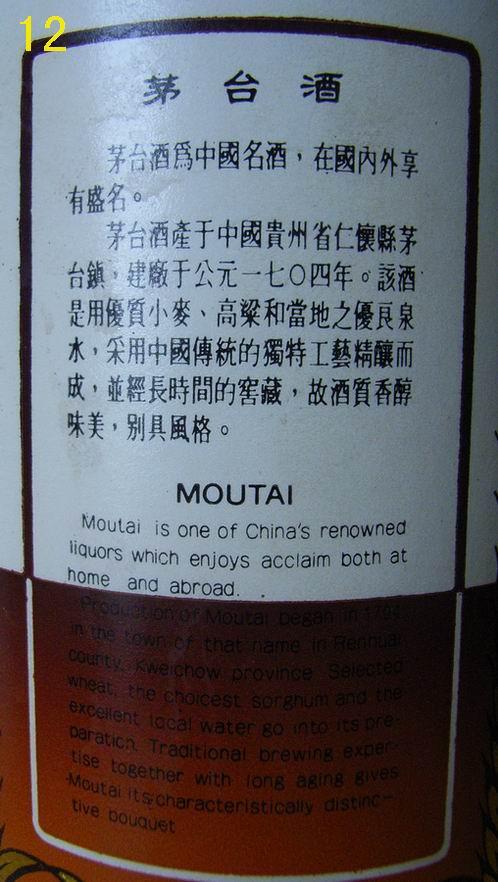 12
茅台酒
茅台酒爲中國名酒，在國內外享
有盛名。
茅台酒產于中國貴州省仁懷縣茅
台鎮，建廠于公元一七〇四年。該酒
是用優質小麥、高粱和當地之優良泉
水，采用中國傳統的獨特工藝精釀而
成，並經長時間的窖藏，故酒質香醇
味美，别具風格。
MOUTAI
Moutai is one of China's renowned
liquors which enjoys acclaim both at
home and abroad.
Production of Moutai began in
in the town of that name in Renhuai
county, Kweichow province Selected
wheat, the choicest sorghum and the
excellent local water go into its pre-
paration. Traditional brewing exper-
tise together with long aging gives
Moutai its characteristically distinc-
tive bouquet